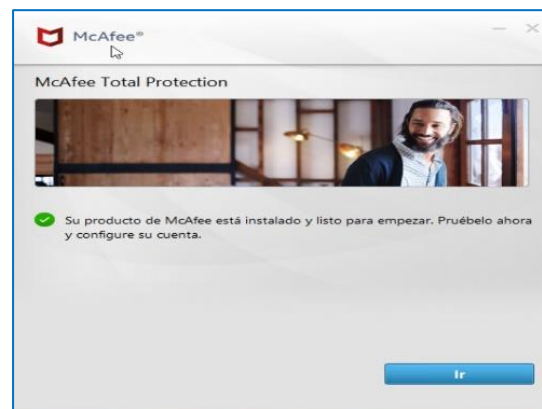 McAfee®
McAfee Total Protection
Su producto de McAfee está instalado y listo para empezar. Pruébelo ahora
y configure su cuenta.
Ir